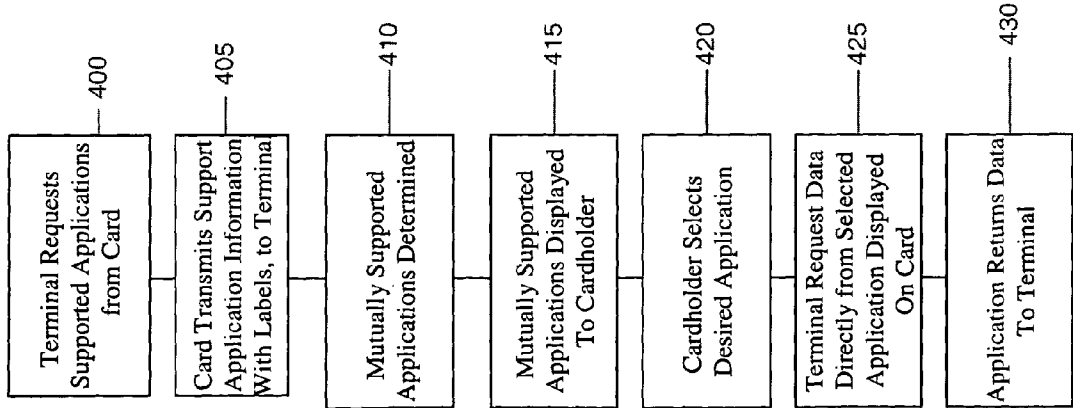 400
Terminal Requests
Supported Applications
from Card
405
Card Transmits Support
Application Information
With Labels, to Terminal
410
Mutually Supported
Applications Determined
415
Mutually Supported
Applications Displayed
To Cardholder
420
Cardholder Selects
Desired Application
425
Terminal Request Data
Directly from Selected
Application Displayed
On Card
430
Application Returns Data
To Terminal